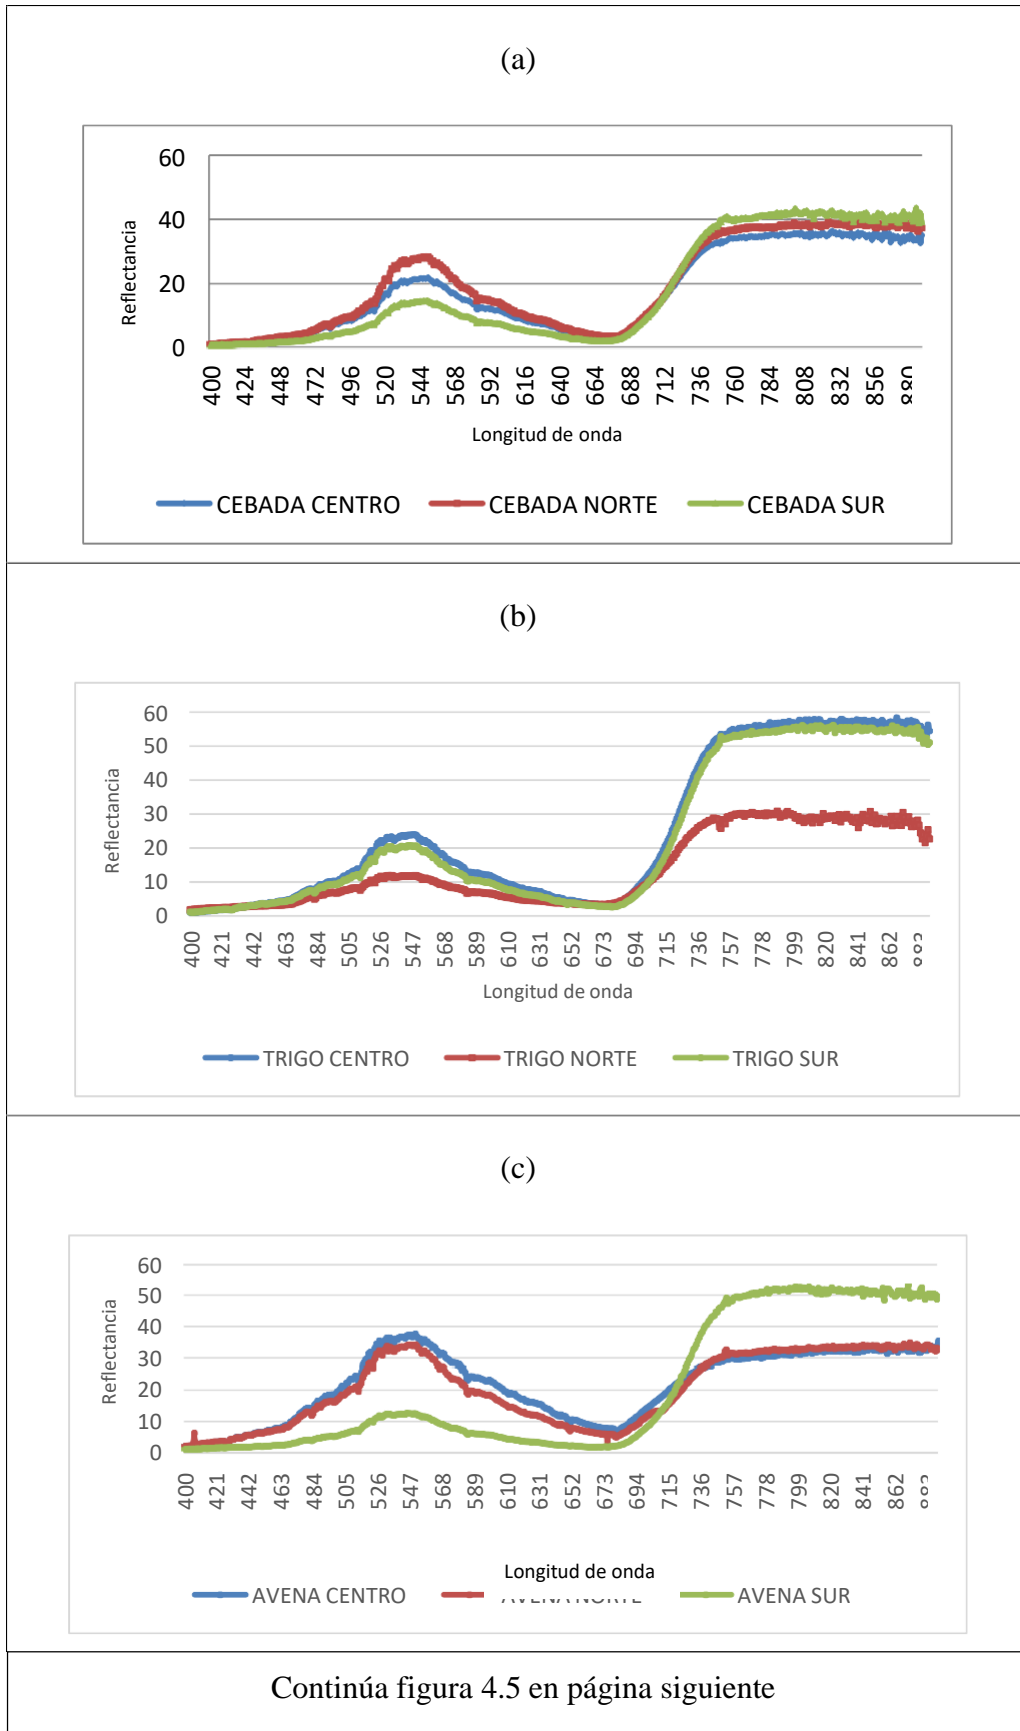 (a)
60
40
20
0
Reflectancia
400 424 448 472 496 520 544 568 592 616 640 664 688 712 736 760 784 808 832 856 880
Longitud de onda
CEBADA CENTRO CEBADA NORTE CEBADA SUR
(b)
60
50
40
30
20
10
0
Reflectancia
400 421 442 463 484 505 526 547 568 589 610 631 652 673 694 715 736 757 778 799 820 841 862 883
Longitud de onda
TRIGO CENTRO TRIGO NORTE TRIGO SUR
(c)
60
50
40
30
20
10
0
Reflectancia
400 421 442 463 484 505 526 547 568 589 610 631 652 673 694 715 736 757 778 799 820 841 862 883
Longitud de onda
AVENA CENTRO AVENA NORTE AVENA SUR
Continúa figura 4.5 en página siguiente